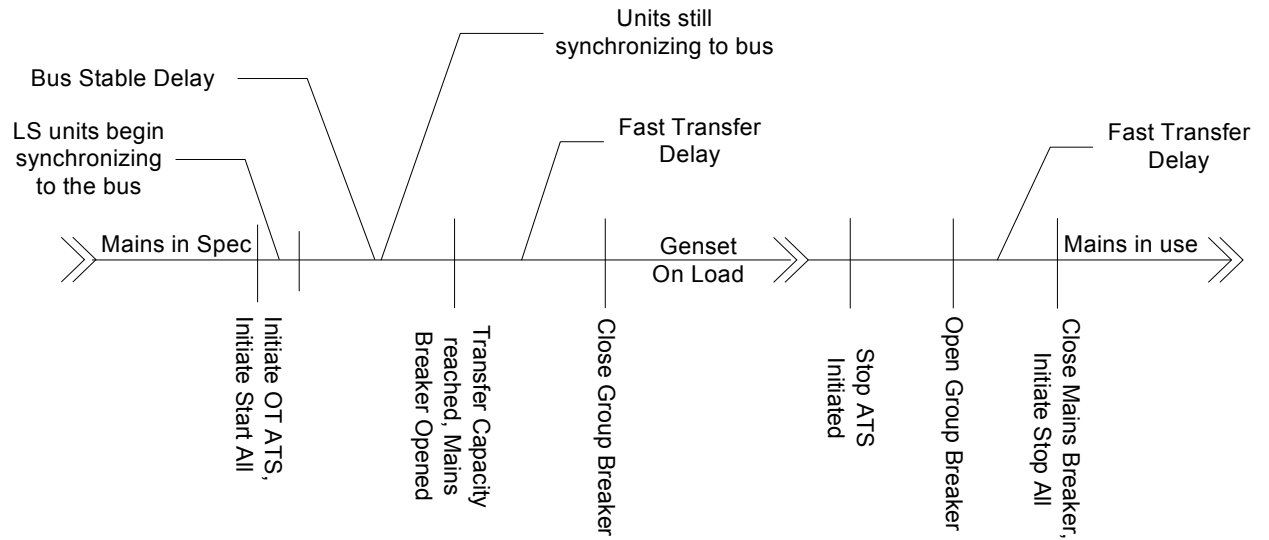 Units still
synchronizing to bus
Bus Stable Delay
LS units begin
synchronizing
to the bus
Fast Transfer
Delay
Fast Transfer
Delay
Mains in Spec
Genset
On Load
Mains in use
Initiate OT ATS,
Initiate Start All
Transfer Capacity
reached, Mains
Breaker Opened
Close Group Breaker
Stop ATS
Initiated
Open Group Breaker
Close Mains Breaker,
Initiate Stop All